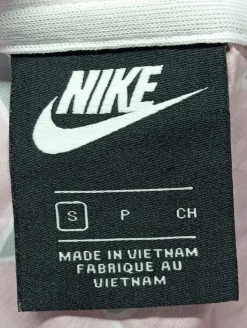 NIKE
S P CH
MADE IN VIETNAM
FABRIQUE AU
VIETNAM